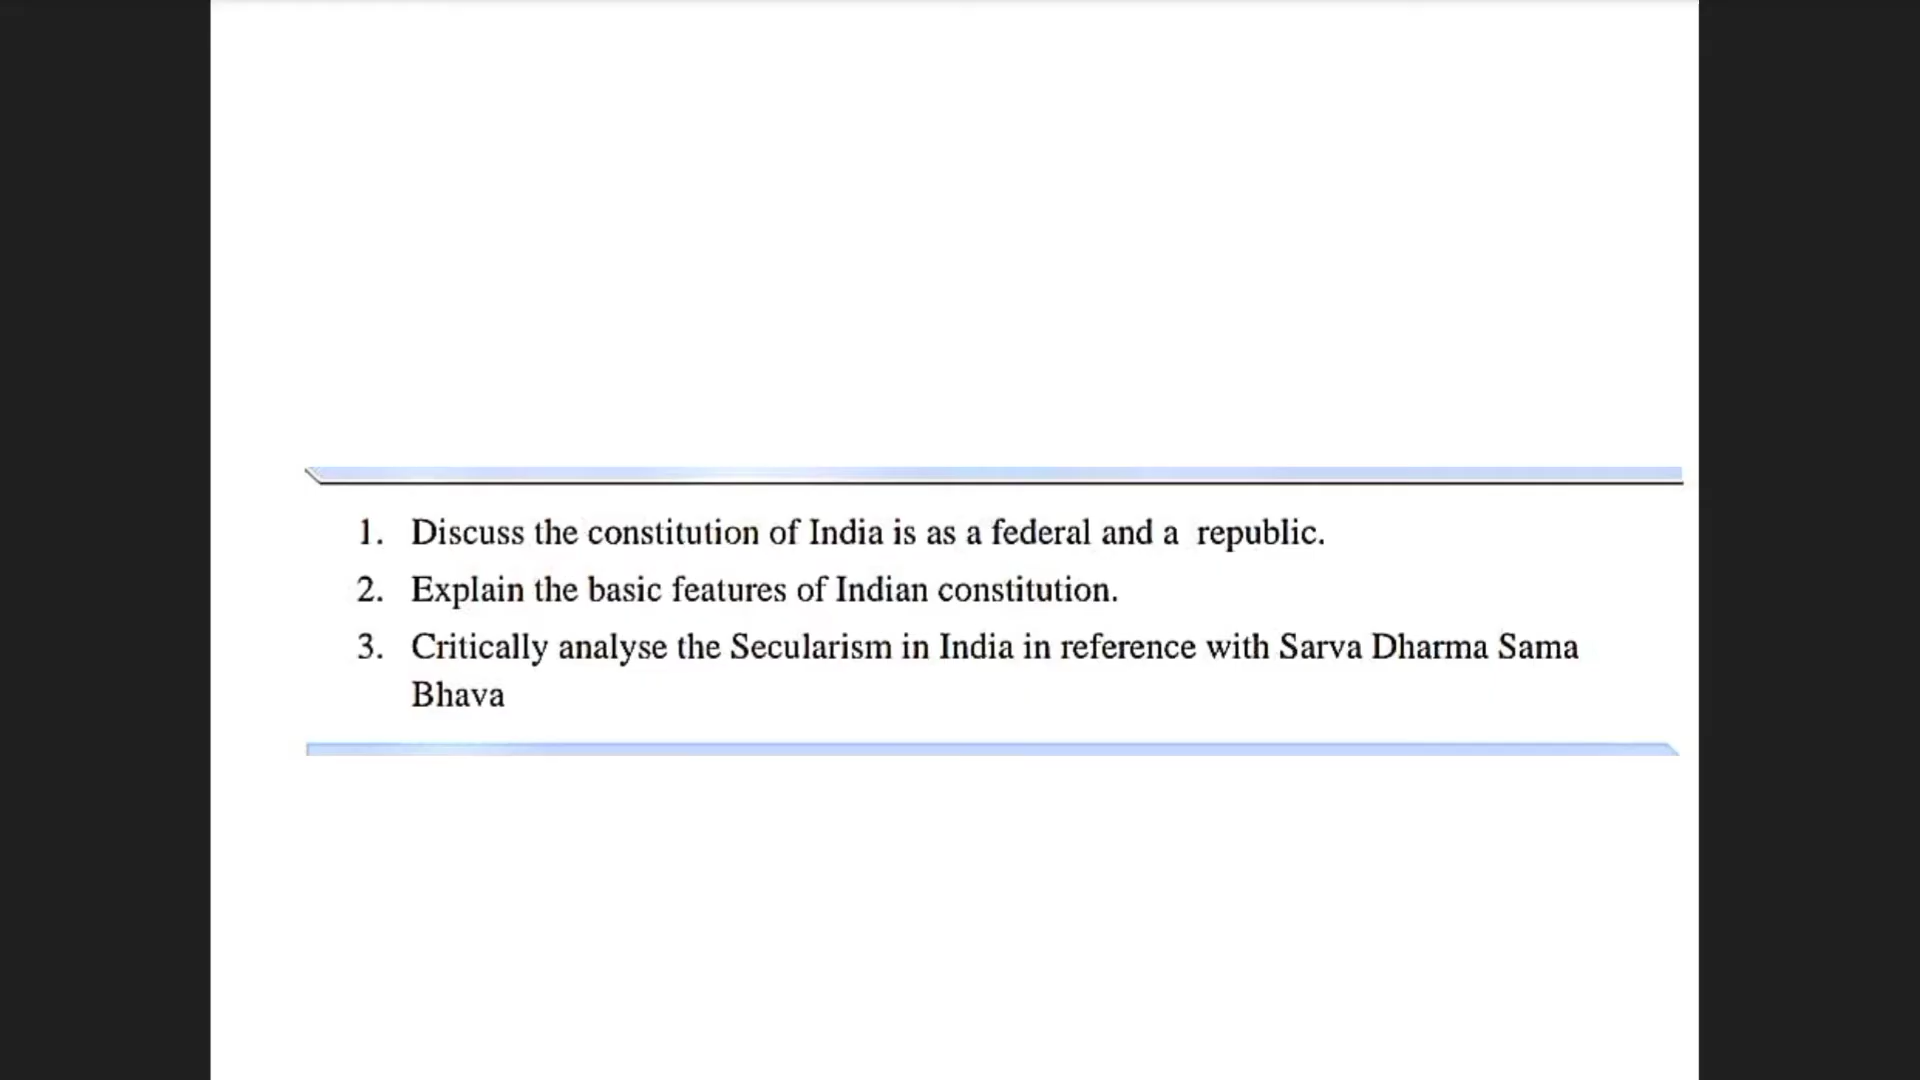 1. Discuss the constitution of India is as a federal and a republic.
2. Explain the basic features of Indian constitution.
3. Critically analyse the Secularism in India in reference with Sarva Dharma Sama
Bhava